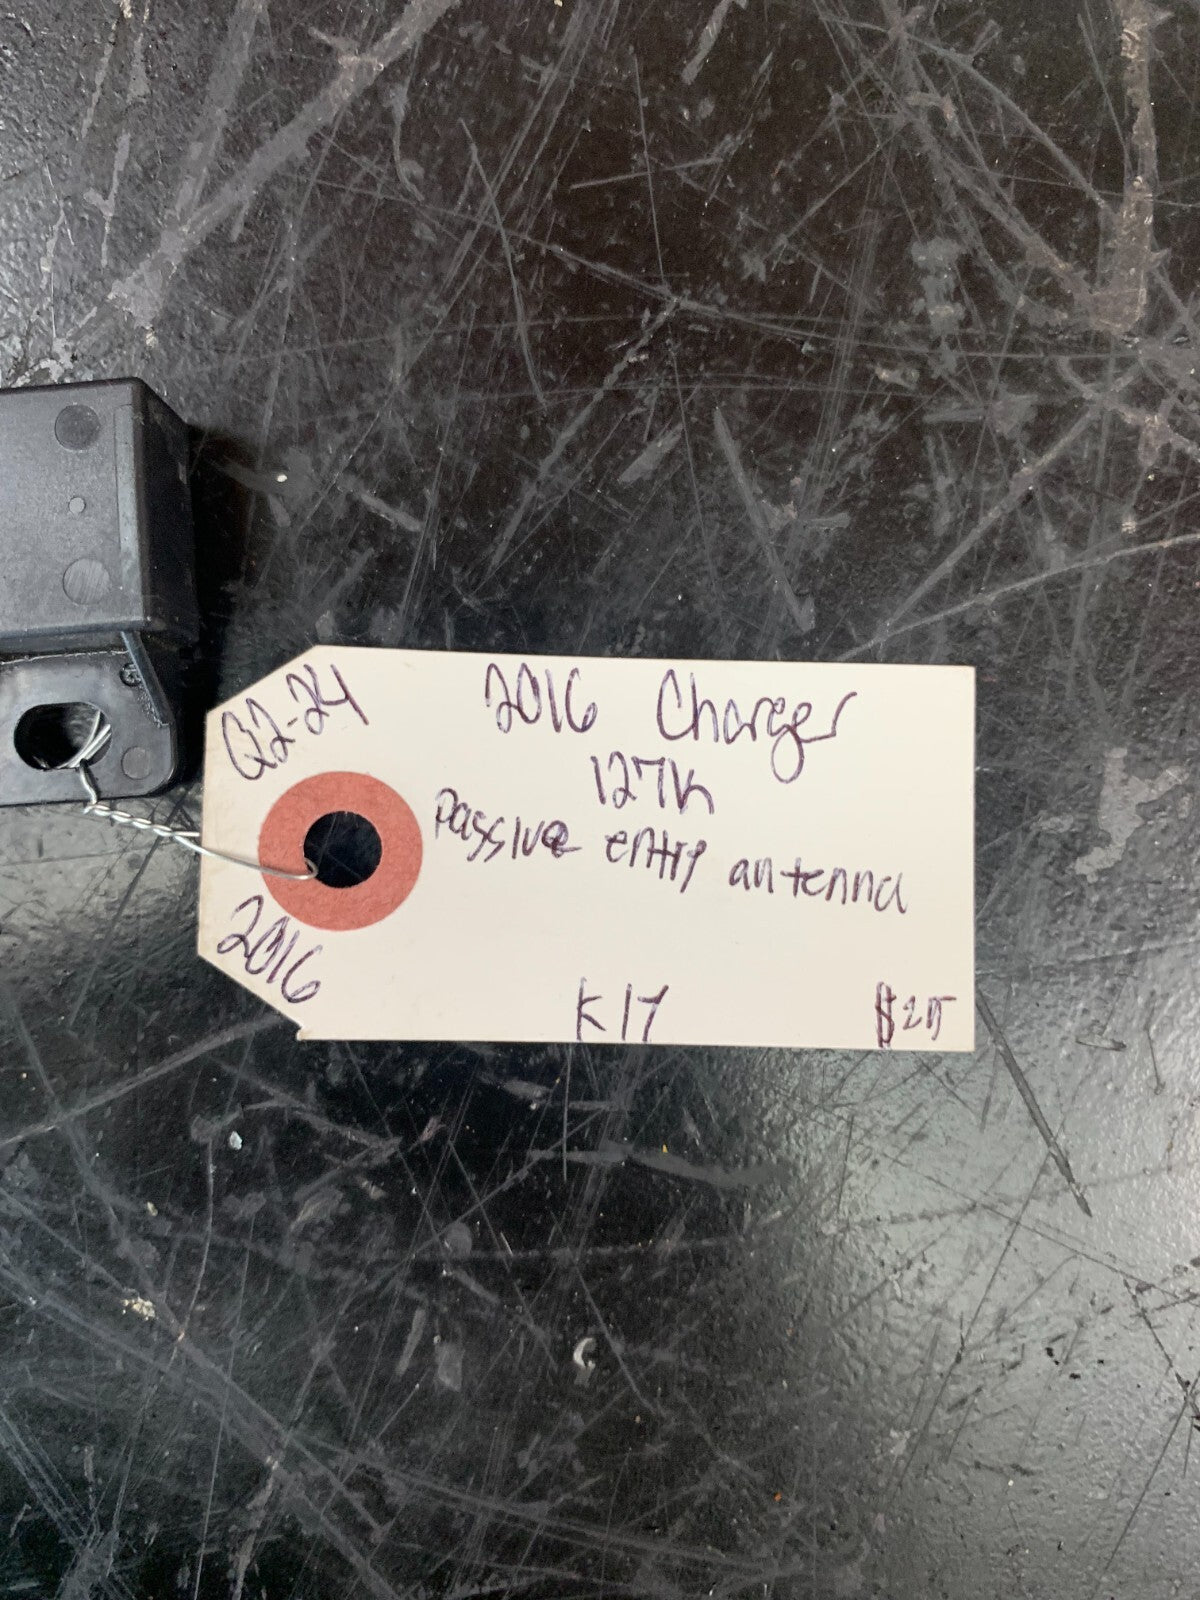 Q2-24
2016 Charger
127K
Passive entry antenna
2016
K17
$25